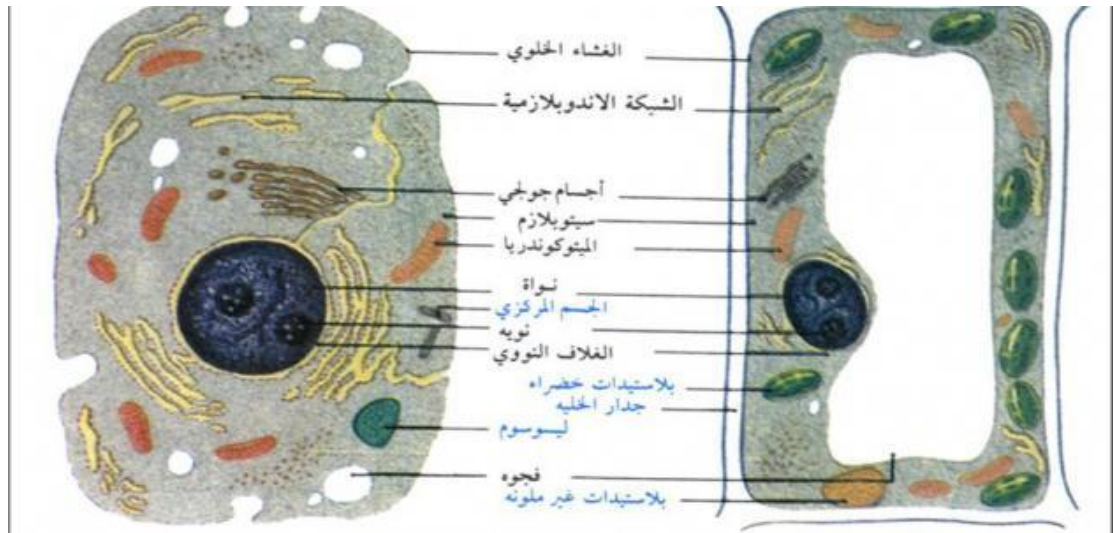 الغشاء الخلوي
الشبكة الاندوبلازمية
أجسام جولجي
سيتوبلازم
الميتوكوندريا
نواة
الجسم المركزي
نويه
الغلاف النووي
بلاستيدات خضراء
جدار الخليه
ليسوسوم
فجوه
بلاستيدات غير ملونه